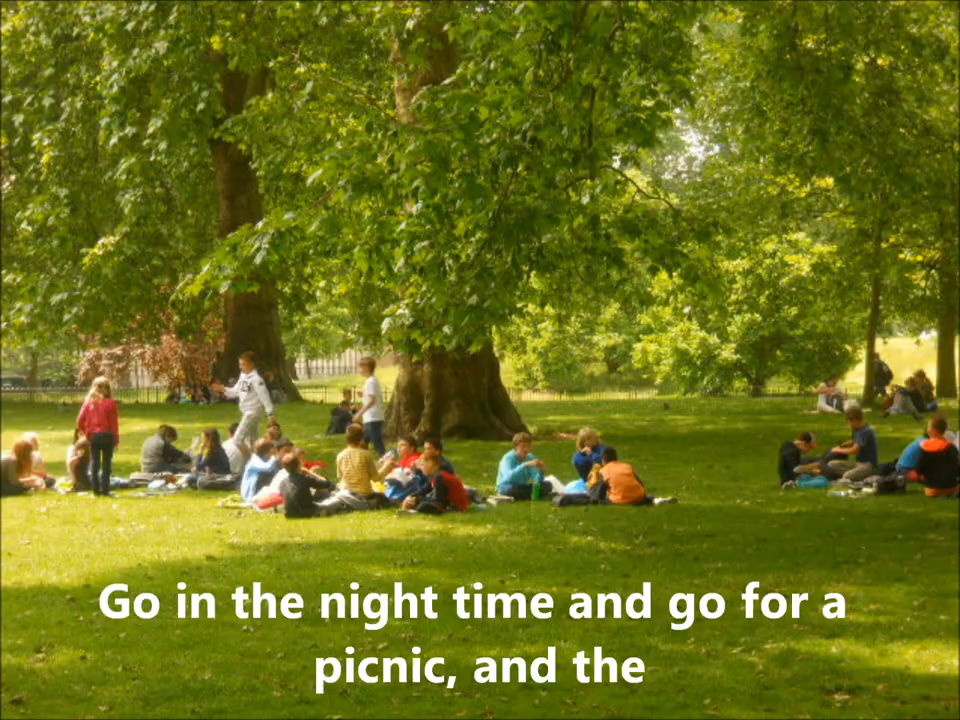 Go in the night time and go for a
picnic, and the